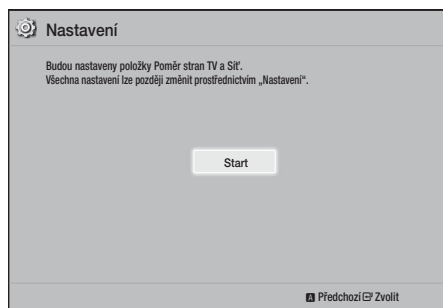 Nastavení
Budou nastaveny položky Poměr stran TV a Síť.
Všechna nastavení lze později změnit prostřednictvím „Nastavení“.
Start
A Předchozí Zvolit